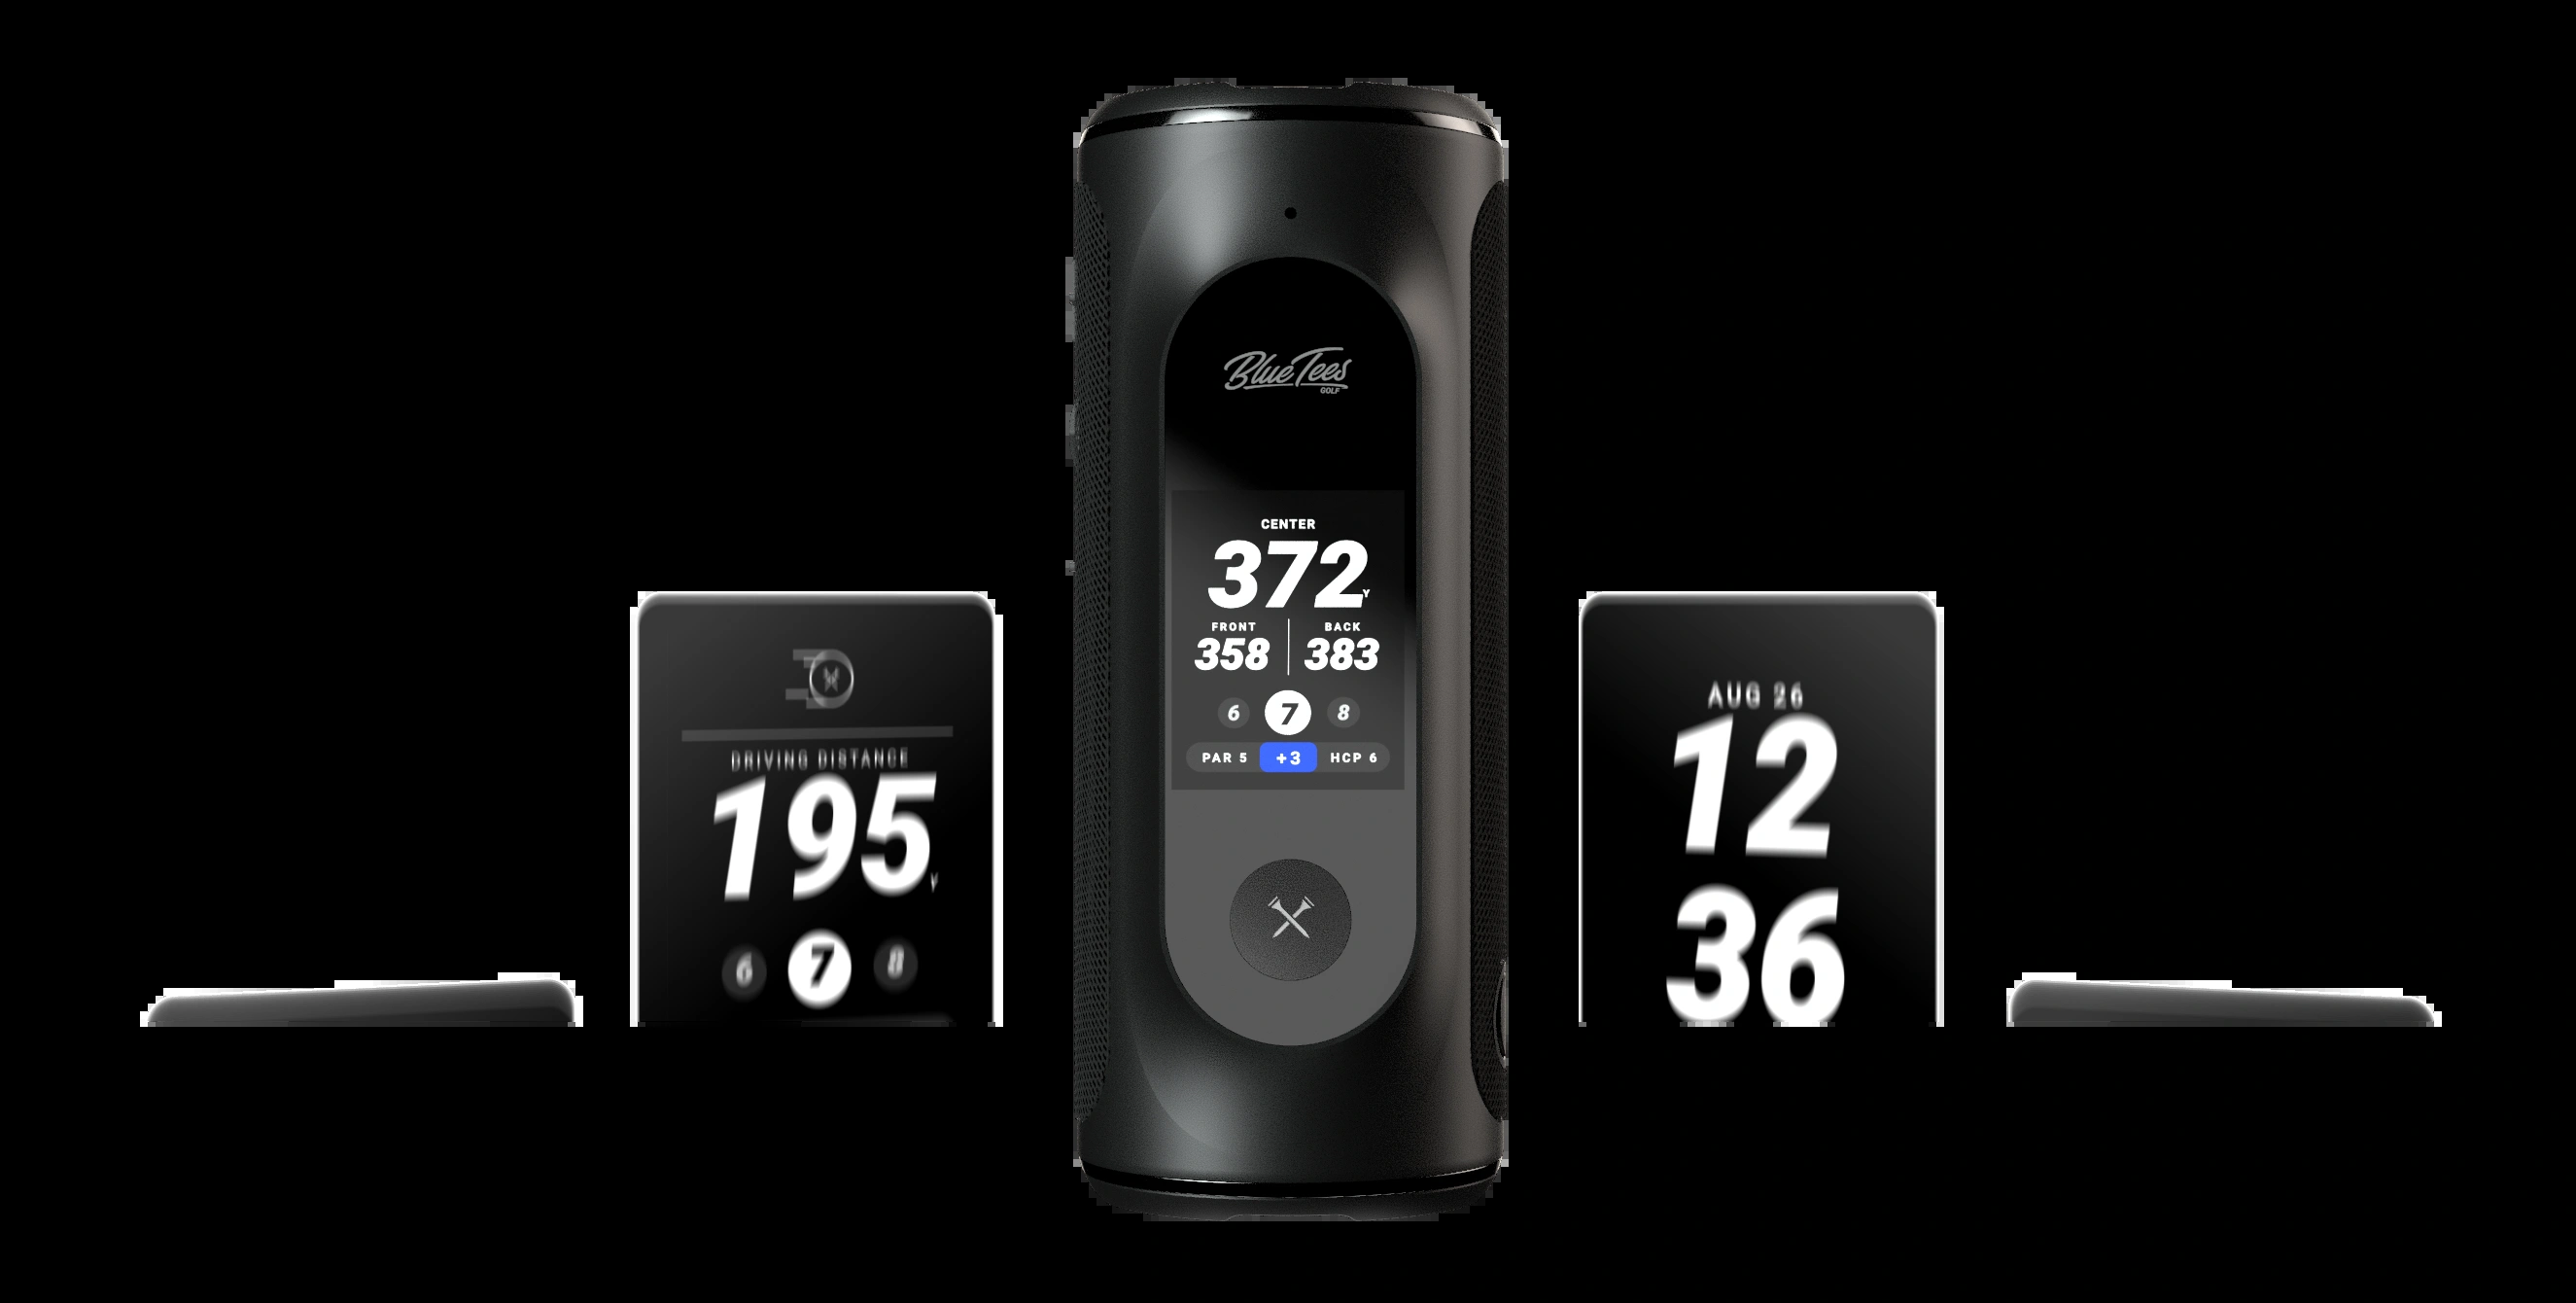 DRIVING DISTANCE
195Y
6 7 8
Blue Tees
GOLF
CENTER
372Y
FRONT BACK
358 383
6 7 8
PAR 5 +3 HCP 6
AUG 26
12
36